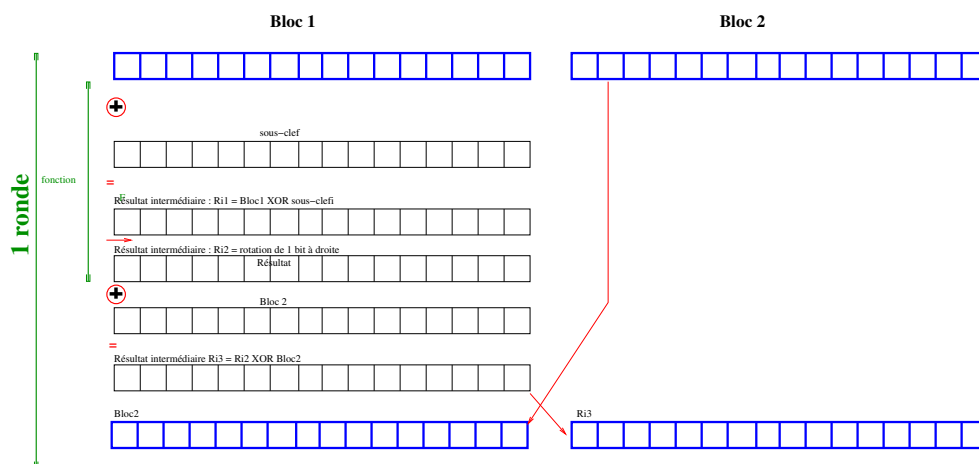 Bloc 1
Bloc 2
sous−clef
fonction
F
=
Résultat intermédiaire : Ri1 = Bloc1 XOR sous−clefi
Résultat intermédiaire : Ri2 = rotation de 1 bit à droite
Résultat
1 ronde
Bloc 2
=
Résultat intermédiaire Ri3 = Ri2 XOR Bloc2
Bloc2
Ri3